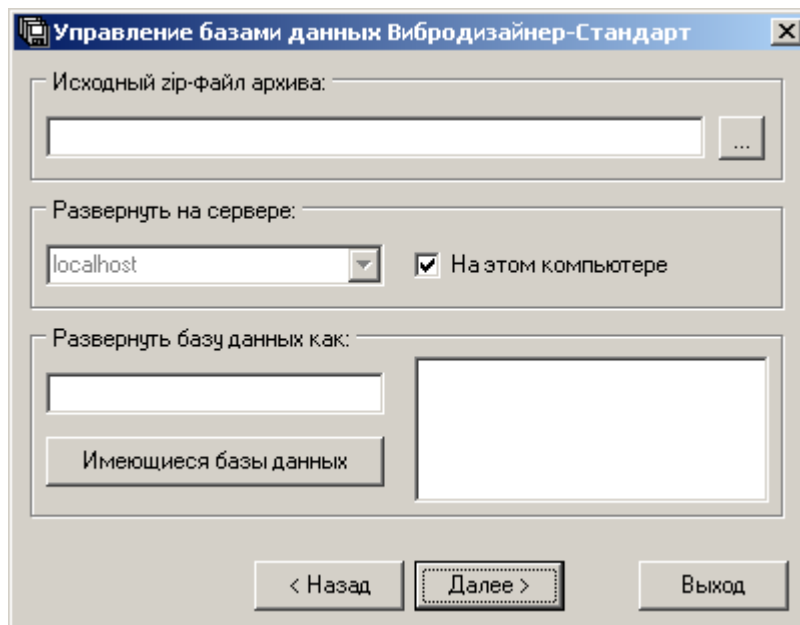 Управление базами данных Вибродизайнер-Стандарт
Исходный zip-файл архива:
...
Развернуть на сервере:
localhost
На этом компьютере
Развернуть базу данных как:
Имеющиеся базы данных
< Назад
Далее >
Выход